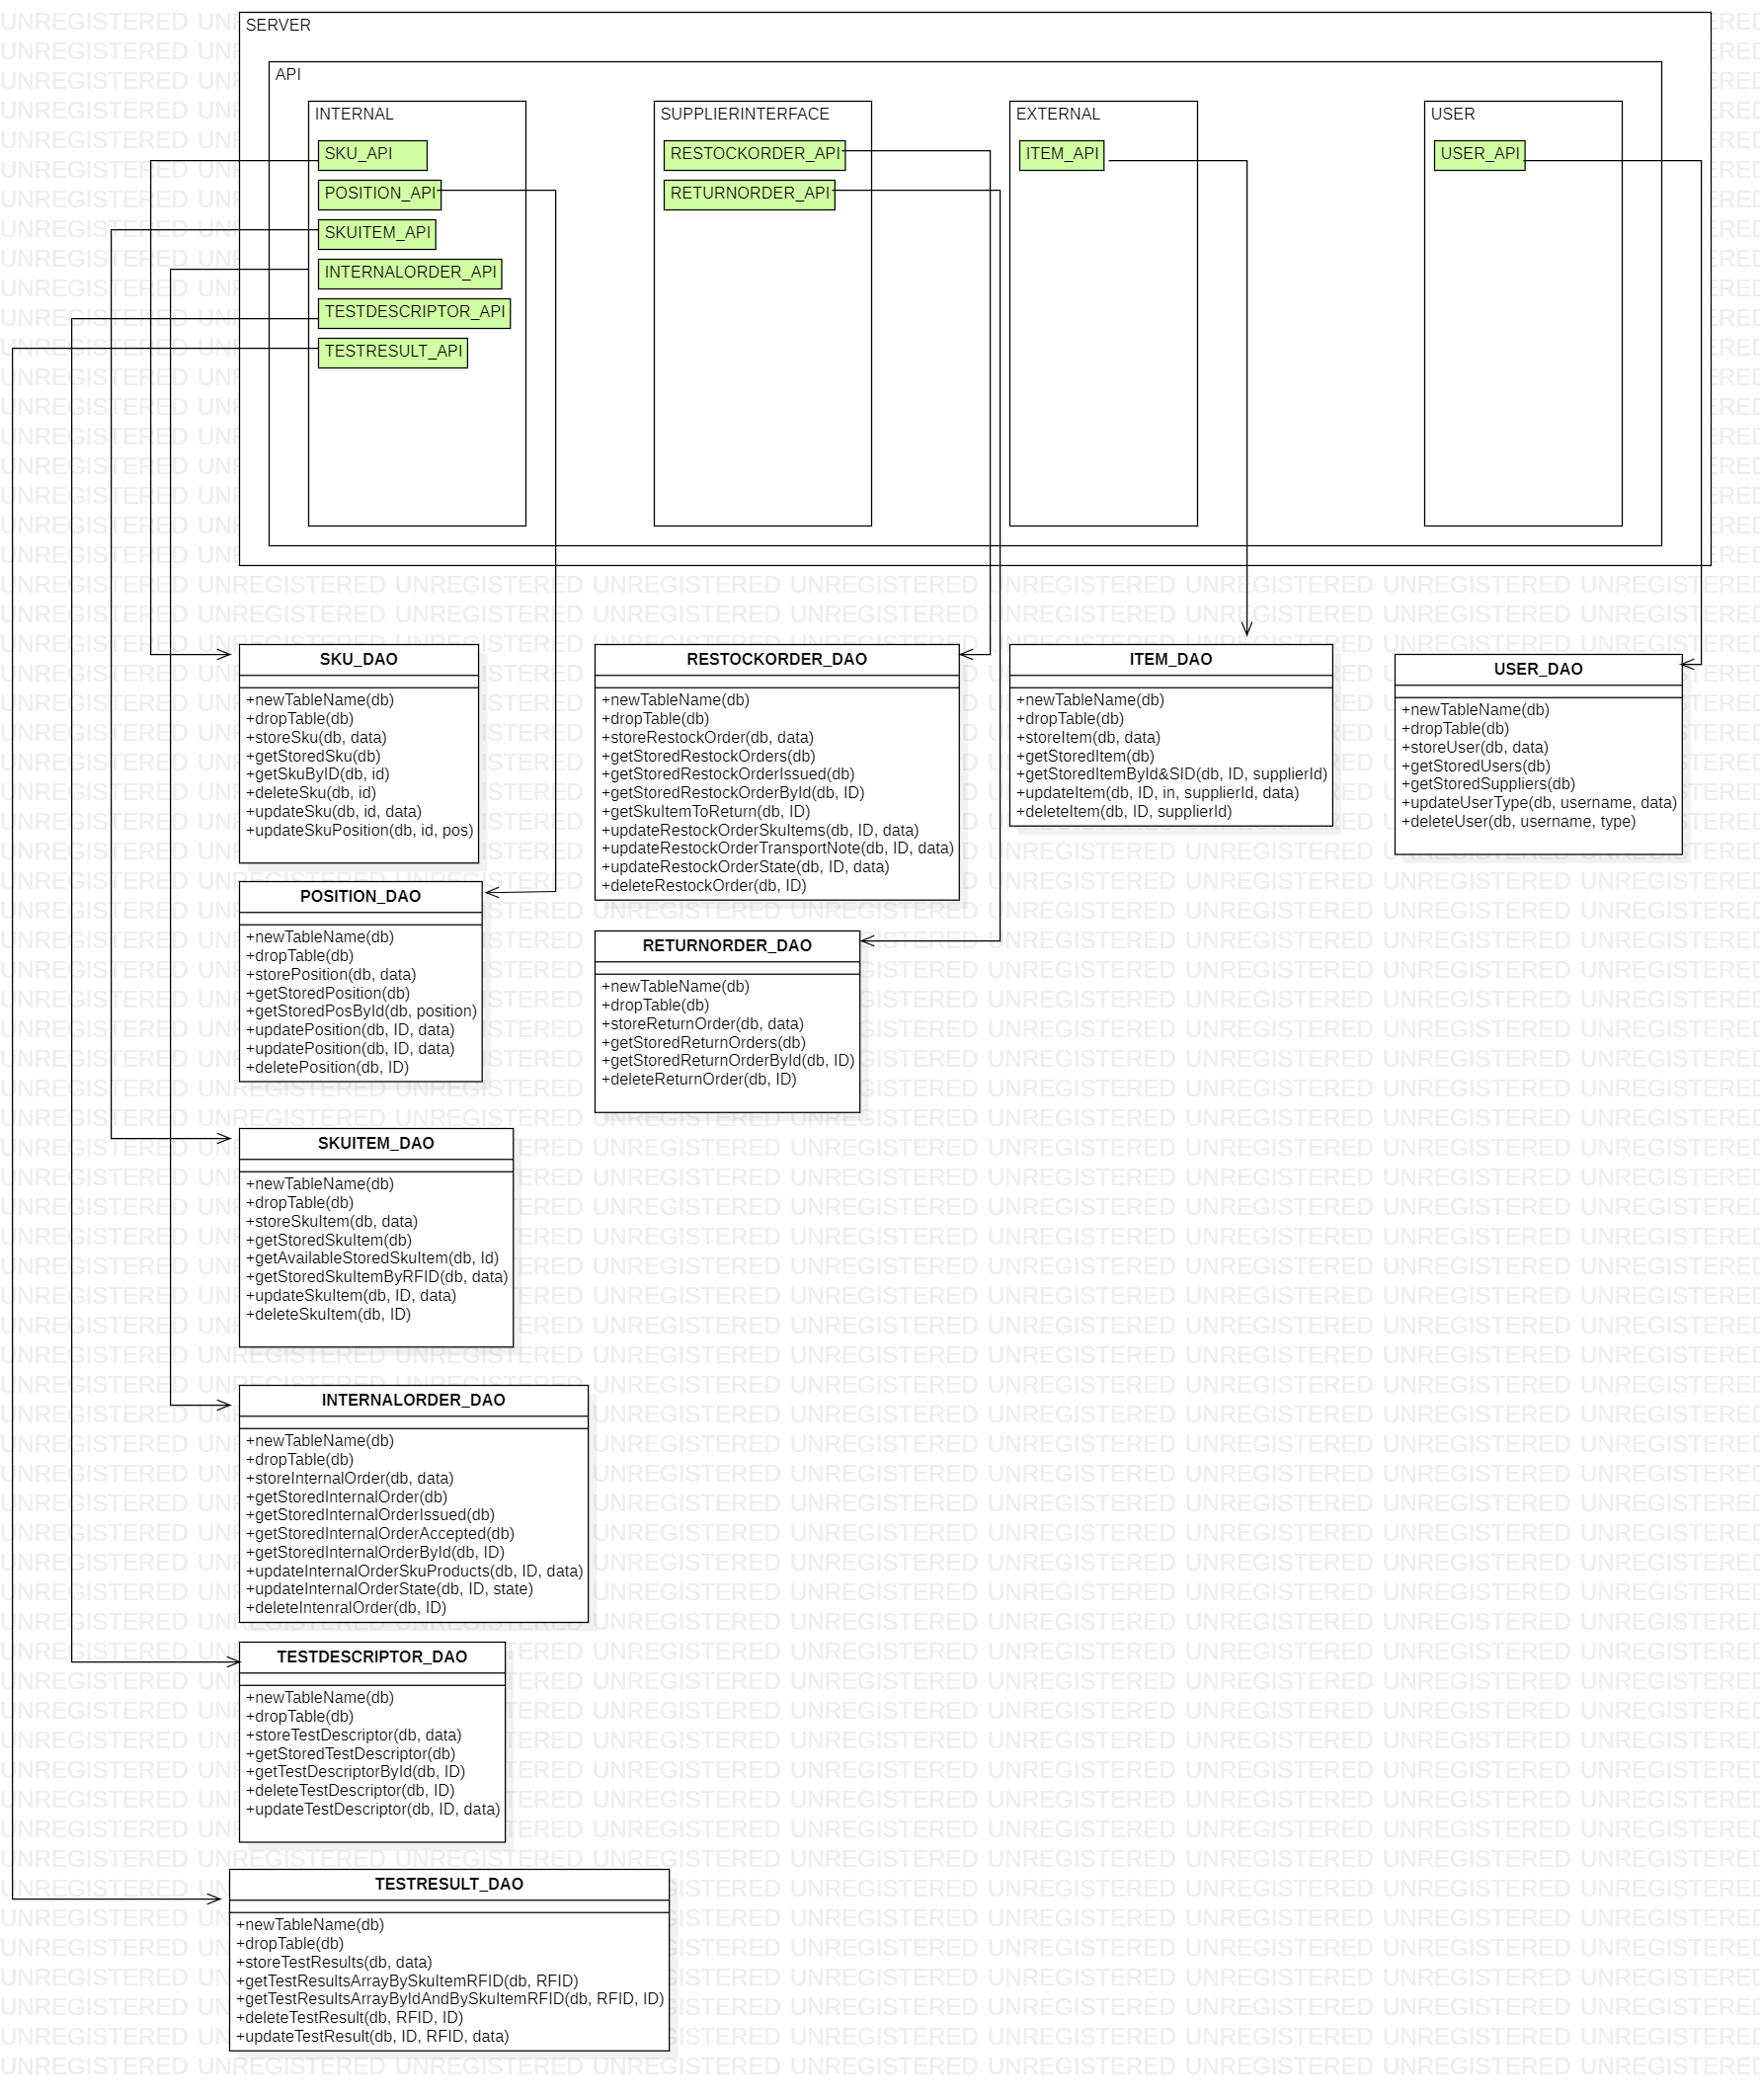 SERVER
API
INTERNAL
SKU_API
POSITION_API
SKUITEM_API
INTERNALORDER_API
TESTDESCRIPTOR_API
TESTRESULT_API
SUPPLIERINTERFACE
RESTOCKORDER_API
RETURNORDER_API
EXTERNAL
ITEM_API
USER
USER_API
SKU_DAO
+newTableName(db)
+dropTable(db)
+storeSku(db, data)
+getStoredSku(db)
+getSkuByID(db, id)
+deleteSku(db, id)
+updateSku(db, id, data)
+updateSkuPosition(db, id, pos)
RESTOCKORDER_DAO
+newTableName(db)
+dropTable(db)
+storeRestockOrder(db, data)
+getStoredRestockOrders(db)
+getStoredRestockOrderIssued(db)
+getStoredRestockOrderById(db, ID)
+getSkuItemToReturn(db, ID)
+updateRestockOrderSkuItems(db, ID, data)
+updateRestockOrderTransportNote(db, ID, data)
+updateRestockOrderState(db, ID, data)
+deleteRestockOrder(db, ID)
ITEM_DAO
+newTableName(db)
+dropTable(db)
+storeItem(db, data)
+getStoredItem(db)
+getStoredItemById&SID(db, ID, supplierId)
+updateItem(db, ID, in, supplierId, data)
+deleteItem(db, ID, supplierId)
USER_DAO
+newTableName(db)
+dropTable(db)
+storeUser(db, data)
+getStoredUsers(db)
+getStoredSuppliers(db)
+updateUserType(db, username, data)
+deleteUser(db, username, type)
POSITION_DAO
+newTableName(db)
+dropTable(db)
+storePosition(db, data)
+getStoredPosition(db)
+getStoredPosById(db, position)
+updatePosition(db, ID, data)
+updatePosition(db, ID, data)
+deletePosition(db, ID)
RETURNORDER_DAO
+newTableName(db)
+dropTable(db)
+storeReturnOrder(db, data)
+getStoredReturnOrders(db)
+getStoredReturnOrderById(db, ID)
+deleteReturnOrder(db, ID)
SKUITEM_DAO
+newTableName(db)
+dropTable(db)
+storeSkuItem(db, data)
+getStoredSkuItem(db)
+getAvailableStoredSkuItem(db, Id)
+getStoredSkuItemByRFID(db, data)
+updateSkuItem(db, ID, data)
+deleteSkuItem(db, ID)
INTERNALORDER_DAO
+newTableName(db)
+dropTable(db)
+storeInternalOrder(db, data)
+getStoredInternalOrder(db)
+getStoredInternalOrderIssued(db)
+getStoredInternalOrderAccepted(db)
+getStoredInternalOrderById(db, ID)
+updateInternalOrderSkuProducts(db, ID, data)
+updateInternalOrderState(db, ID, state)
+deleteIntenralOrder(db, ID)
TESTDESCRIPTOR_DAO
+newTableName(db)
+dropTable(db)
+storeTestDescriptor(db, data)
+getStoredTestDescriptor(db)
+getTestDescriptorById(db, ID)
+deleteTestDescriptor(db, ID)
+updateTestDescriptor(db, ID, data)
TESTRESULT_DAO
+newTableName(db)
+dropTable(db)
+storeTestResults(db, data)
+getTestResultsArrayBySkuItemRFID(db, RFID)
+getTestResultsArrayByIdAndBySkuItemRFID(db, RFID, ID)
+deleteTestResult(db, RFID, ID)
+updateTestResult(db, ID, RFID, data)